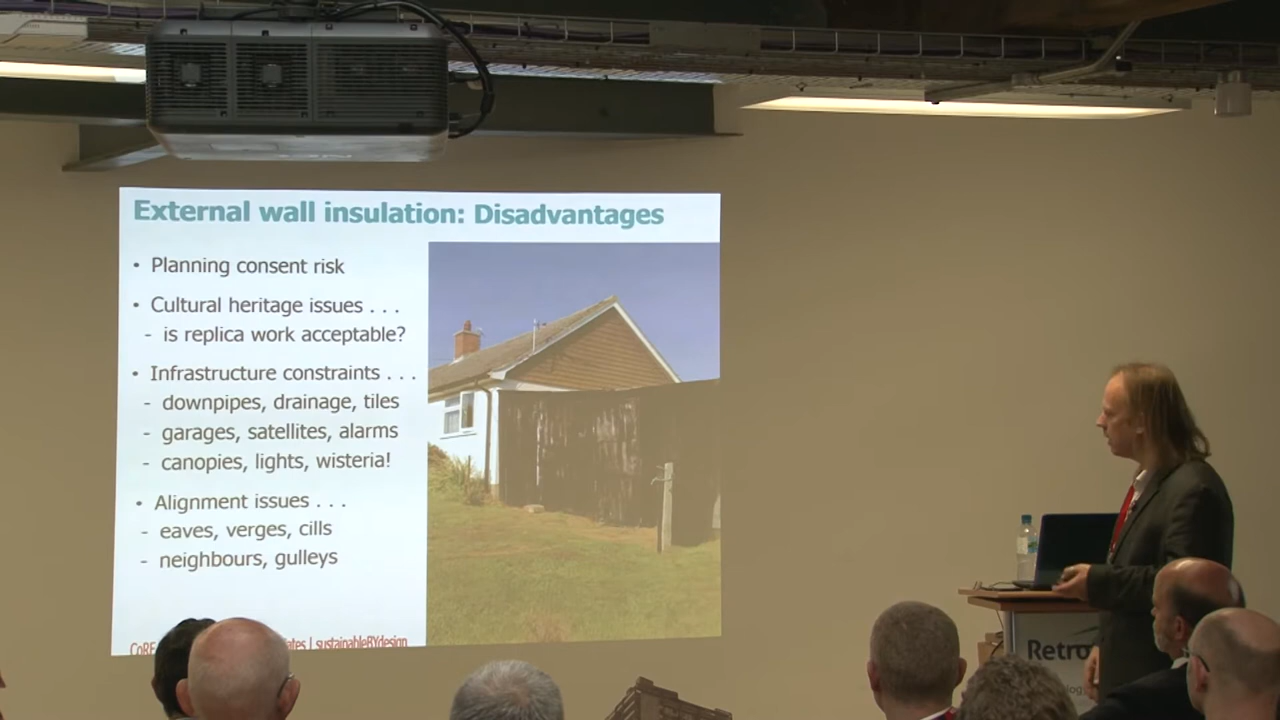 External wall insulation: Disadvantages
• Planning consent risk
• Cultural heritage issues . . .
- is replica work acceptable?
• Infrastructure constraints . . .
- downpipes, drainage, tiles
- garages, satellites, alarms
- canopies, lights, wisteria!
• Alignment issues . . .
- eaves, verges, cills
- neighbours, gulleys
CoRE
| sustainableBYdesign
Retro